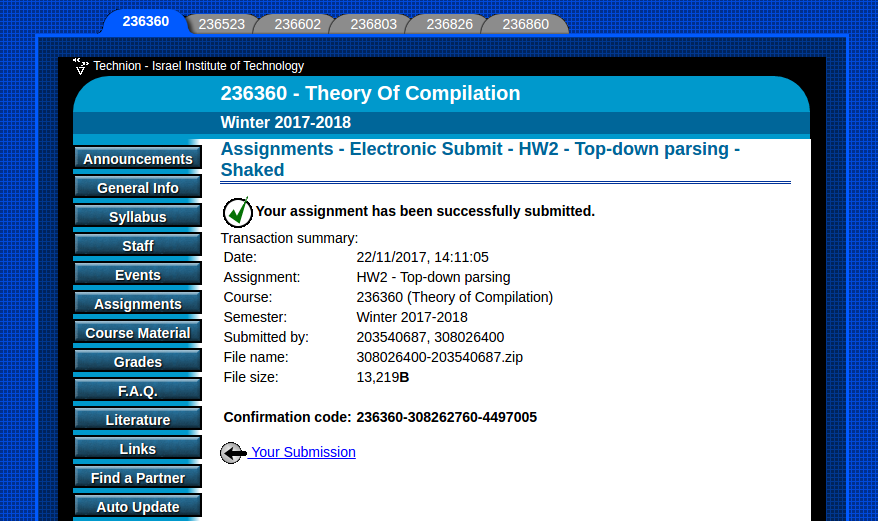 236360 236523 236602 236803 236826 236860
Technion - Israel Institute of Technology
236360 - Theory Of Compilation
Winter 2017-2018
Assignments - Electronic Submit - HW2 - Top-down parsing -
Shaked
Announcements
General Info
Syllabus
Staff
Events
Assignments
Course Material
Grades
F.A.Q.
Literature
Links
Find a Partner
Auto Update
Your assignment has been successfully submitted.
Transaction summary:
Date: 22/11/2017, 14:11:05
Assignment: HW2 - Top-down parsing
Course: 236360 (Theory of Compilation)
Semester: Winter 2017-2018
Submitted by: 203540687, 308026400
File name: 308026400-203540687.zip
File size: 13,219B
Confirmation code: 236360-308262760-4497005
Your Submission